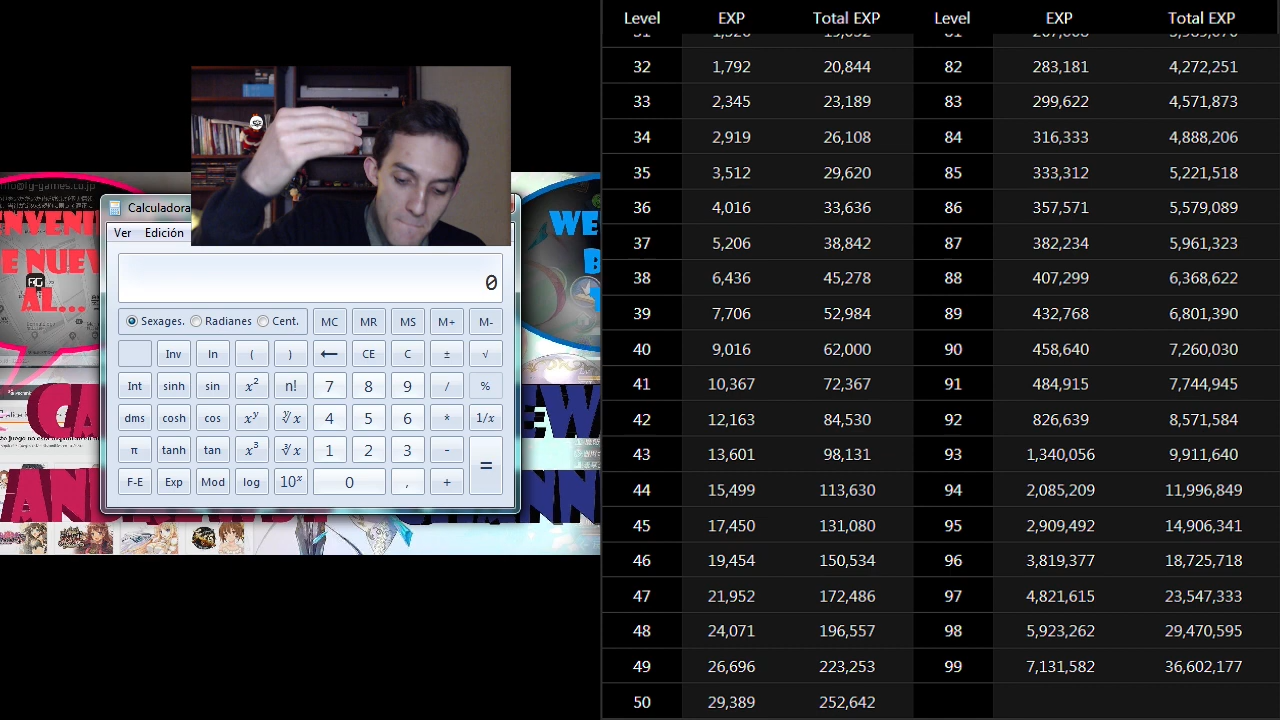 Level EXP Total EXP Level EXP Total EXP
32 1,792 20,844 82 283,181 4,272,251
33 2,345 23,189 83 299,622 4,571,873
34 2,919 26,108 84 316,333 4,888,206
35 3,512 29,620 85 333,312 5,221,518
36 4,016 33,636 86 357,571 5,579,089
37 5,206 38,842 87 382,234 5,961,323
38 6,436 45,278 88 407,299 6,368,622
39 7,706 52,984 89 432,768 6,801,390
40 9,016 62,000 90 458,640 7,260,030
41 10,367 72,367 91 484,915 7,744,945
42 12,163 84,530 92 826,639 8,571,584
43 13,601 98,131 93 1,340,056 9,911,640
44 15,499 113,630 94 2,085,209 11,996,849
45 17,450 131,080 95 2,909,492 14,906,341
46 19,454 150,534 96 3,819,377 18,725,718
47 21,952 172,486 97 4,821,615 23,547,333
48 24,071 196,557 98 5,923,262 29,470,595
49 26,696 223,253 99 7,131,582 36,602,177
50 29,389 252,642
Calculadora
Ver Edición
0
Sexages. Radianes Cent. MC MR MS M+ M-
Inv ln ( ) ← CE C ± √
Int sinh sin x² n! 7 8 9 / %
dms cosh cos xʸ ʸ√x 4 5 6 * 1/x
π tanh tan x³ ³√x 1 2 3 - =
F-E Exp Mod log 10ˣ 0 , +
ENVENI
E NUEV
AL...
WE
B
CA